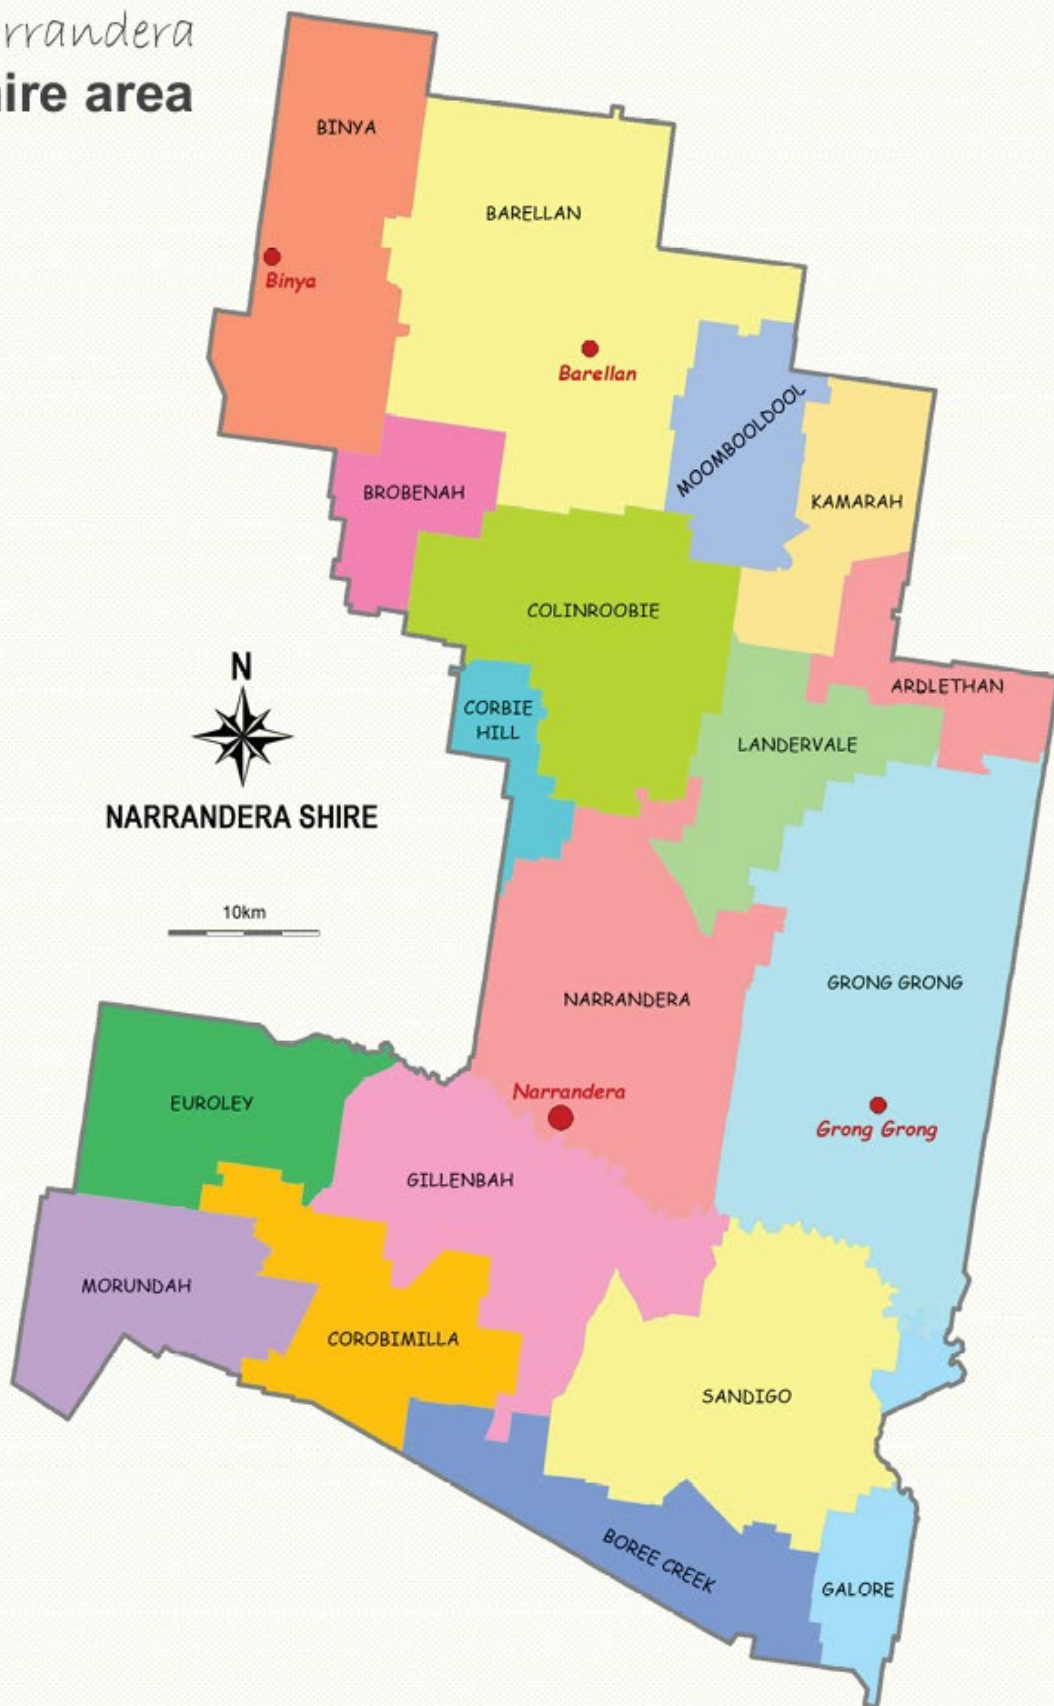 rrandera
ire area
BINYA
BARELLAN
Binya
Barellan
MOOMBOOLDOOL
BROBENAH
KAMARAH
COLINROOBIE
N
ARDLETHAN
CORBIE
HILL
LANDERVALE
NARRANDERA SHIRE
10km
GRONG GRONG
NARRANDERA
Narrandera
EUROLEY
Grong Grong
GILLENBAH
MORUNDAH
COROBIMILLA
SANDIGO
BOREE CREEK
GALORE